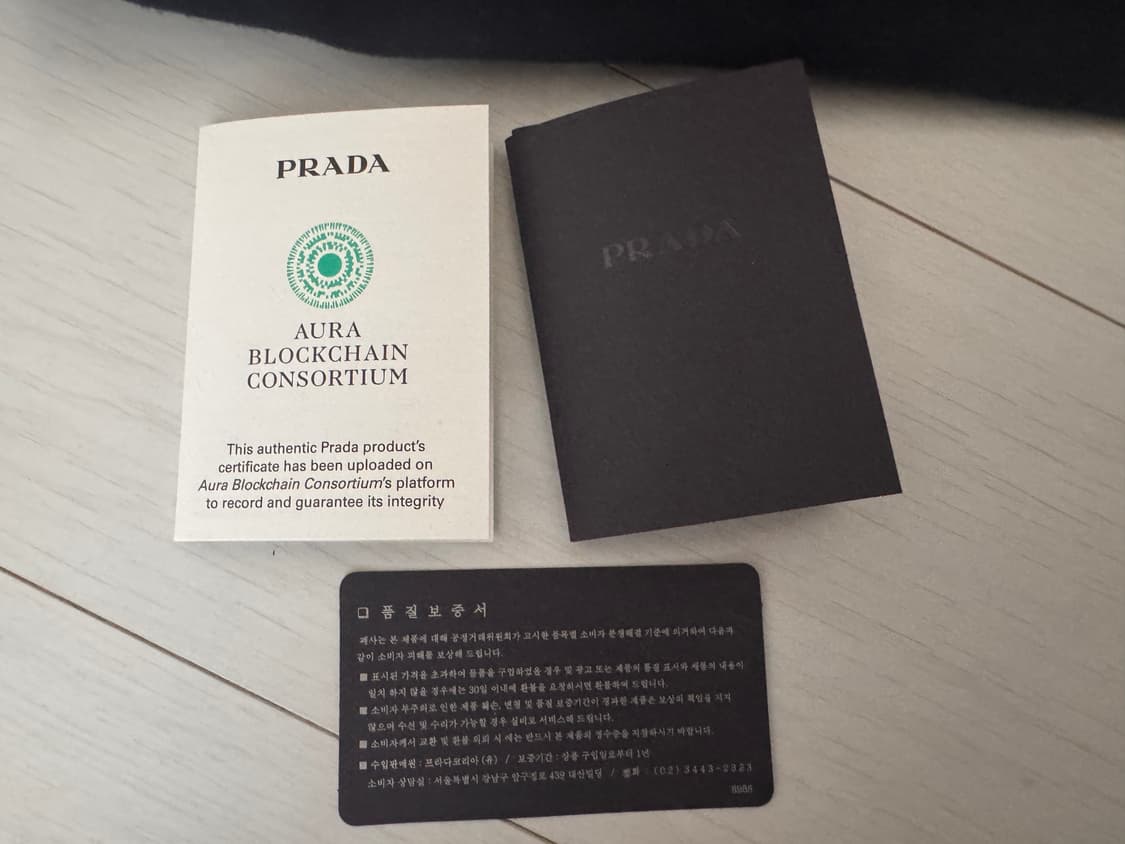 PRADA
AURA
BLOCKCHAIN
CONSORTIUM
This authentic Prada product's
certificate has been uploaded on
Aura Blockchain Consortium's platform
to record and guarantee its integrity
PRADA
❏ 품질보증서
폐사는 본 제품에 대해 공정거래위원회가 고시한 품목별 소비자 분쟁해결 기준에 의거하여 다음과
같이 소비자 피해를 보상해 드립니다.
■ 표시된 가격을 초과하여 물품을 구입하였을 경우 및 광고 또는 제품의 품질 표시와 제품의 내용이
일치 하지 않을 경우에는 30일 이내에 환불을 요청하시면 환불하여 드립니다.
■ 소비자 부주의로 인한 제품 훼손, 변형 및 품질 보증기간이 경과한 제품은 보상의 책임을 지지
않으며 수선 및 수리가 가능할 경우 실비로 서비스해 드립니다.
■ 소비자께서 교환 및 환불 의뢰 시 에는 반드시 본 제품의 영수증을 지참하시기 바랍니다.
■ 수입판매원 : 프라다코리아 (유) / 보증기간 : 상품 구입일로부터 1년
소비자 상담실 : 서울특별시 강남구 압구정로 439 대산빌딩 / ☎화 : (02) 3443-2323
8986